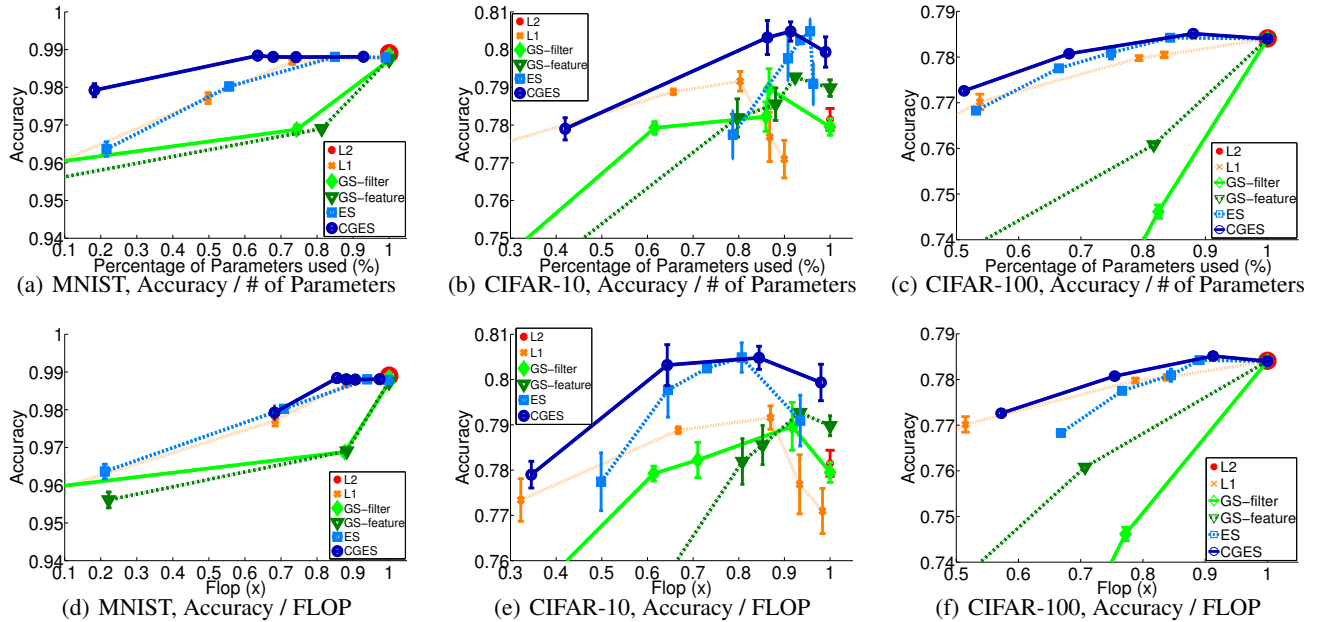 1
0.99
0.98
0.97
0.96
0.95
0.94
Accuracy
0.1 0.2 0.3 0.4 0.5 0.6 0.7 0.8 0.9 1
Percentage of Parameters used (%)
L2
L1
GS−filter
GS−feature
ES
CGES
(a) MNIST, Accuracy / # of Parameters
0.81
0.8
0.79
0.78
0.77
0.76
0.75
Accuracy
0.3 0.4 0.5 0.6 0.7 0.8 0.9 1
Percentage of Parameters used (%)
L2
L1
GS−filter
GS−feature
ES
CGES
(b) CIFAR-10, Accuracy / # of Parameters
0.79
0.78
0.77
0.76
0.75
0.74
Accuracy
0.5 0.6 0.7 0.8 0.9 1
Percentage of Parameters used (%)
L2
L1
GS−filter
GS−feature
ES
CGES
(c) CIFAR-100, Accuracy / # of Parameters
1
0.99
0.98
0.97
0.96
0.95
0.94
Accuracy
0.1 0.2 0.3 0.4 0.5 0.6 0.7 0.8 0.9 1
Flop (x)
L2
L1
GS−filter
GS−feature
ES
CGES
(d) MNIST, Accuracy / FLOP
0.81
0.8
0.79
0.78
0.77
0.76
Accuracy
0.3 0.4 0.5 0.6 0.7 0.8 0.9 1
Flop (x)
L2
L1
GS−filter
GS−feature
ES
CGES
(e) CIFAR-10, Accuracy / FLOP
0.79
0.78
0.77
0.76
0.75
0.74
Accuracy
0.5 0.6 0.7 0.8 0.9 1
Flop (x)
L2
L1
GS−filter
GS−feature
ES
CGES
(f) CIFAR-100, Accuracy / FLOP